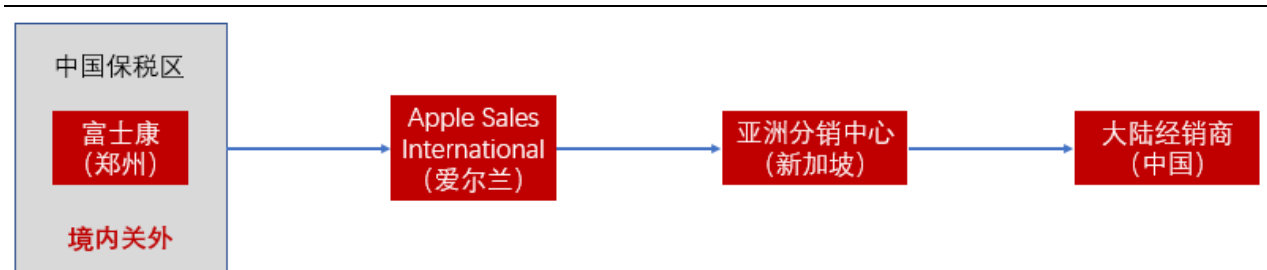 中国保税区
富士康
（郑州）
境内关外
Apple Sales
International
（爱尔兰）
亚洲分销中心
（新加坡）
大陆经销商
（中国）